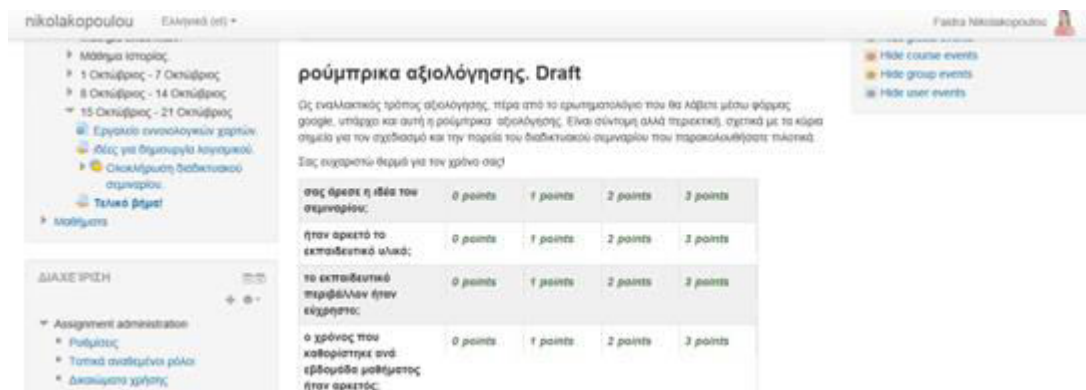 nikolakopoulou Ελληνικά (el)
Faidra Nikolakopoulou
Μάθημα Ιστορίας.
1 Οκτώβριος - 7 Οκτώβριος
8 Οκτώβριος - 14 Οκτώβριος
15 Οκτώβριος - 21 Οκτώβριος
Εργαλείο εννοιολογικών χαρτών.
Ιδέες για δημιουργία λογισμικού.
Ολοκλήρωση διαδικτυακού
σεμιναρίου.
Τελικό βήμα!
Μαθήματα
ΔΙΑΧΕΊΡΙΣΗ
Assignment administration
Ρυθμίσεις
Τοπικά ανατεθιμένοι ρόλοι
Δικαιώματα χρήσης
ρούμπρικα αξιολόγησης. Draft
Ως εναλλακτικός τρόπος αξιολόγησης, πέρα από το ερωτηματολόγιο που θα λάβετε μέσω φόρμας
google, υπάρχει και αυτή η ρούμπρικα αξιολόγησης. Είναι σύντομη αλλά περιεκτική, σχετικά με τα κύρια
σημεία για τον σχεδιασμό και την πορεία του διαδικτυακού σεμιναρίου που παρακολουθήσατε πιλοτικά.
Σας ευχαριστώ θερμά για τον χρόνο σας!
σας άρεσε η ιδέα του
σεμιναρίου;
0 points 1 points 2 points 3 points
ήταν αρκετό το
εκπαιδευτικό υλικό;
0 points 1 points 2 points 3 points
το εκπαιδευτικό
περιβάλλον ήταν
εύχρηστο;
0 points 1 points 2 points 3 points
ο χρόνος που
καθορίστηκε ανά
εβδομάδα μαθήματος
ήταν αρκετός;
0 points 1 points 2 points 3 points
Hide course events
Hide group events
Hide user events